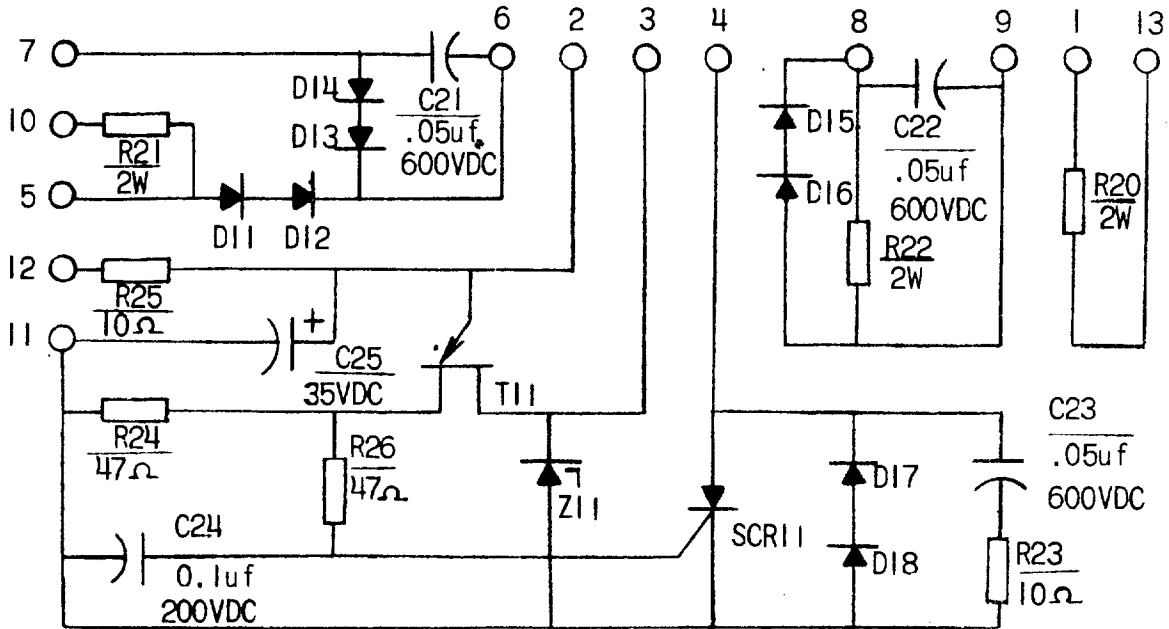 7
6
2
3
4
8
9
1
13
D14
C21
.05uf
600VDC
D13
10
R21
2W
5
D11
D12
D15
D16
C22
.05uf
600VDC
R22
2W
R20
2W
12
R25
10Ω
11
+
C25
35VDC
T11
R24
47Ω
R26
47Ω
Z11
SCR11
D17
D18
C23
.05uf
600VDC
R23
10Ω
C24
0.1uf
200VDC